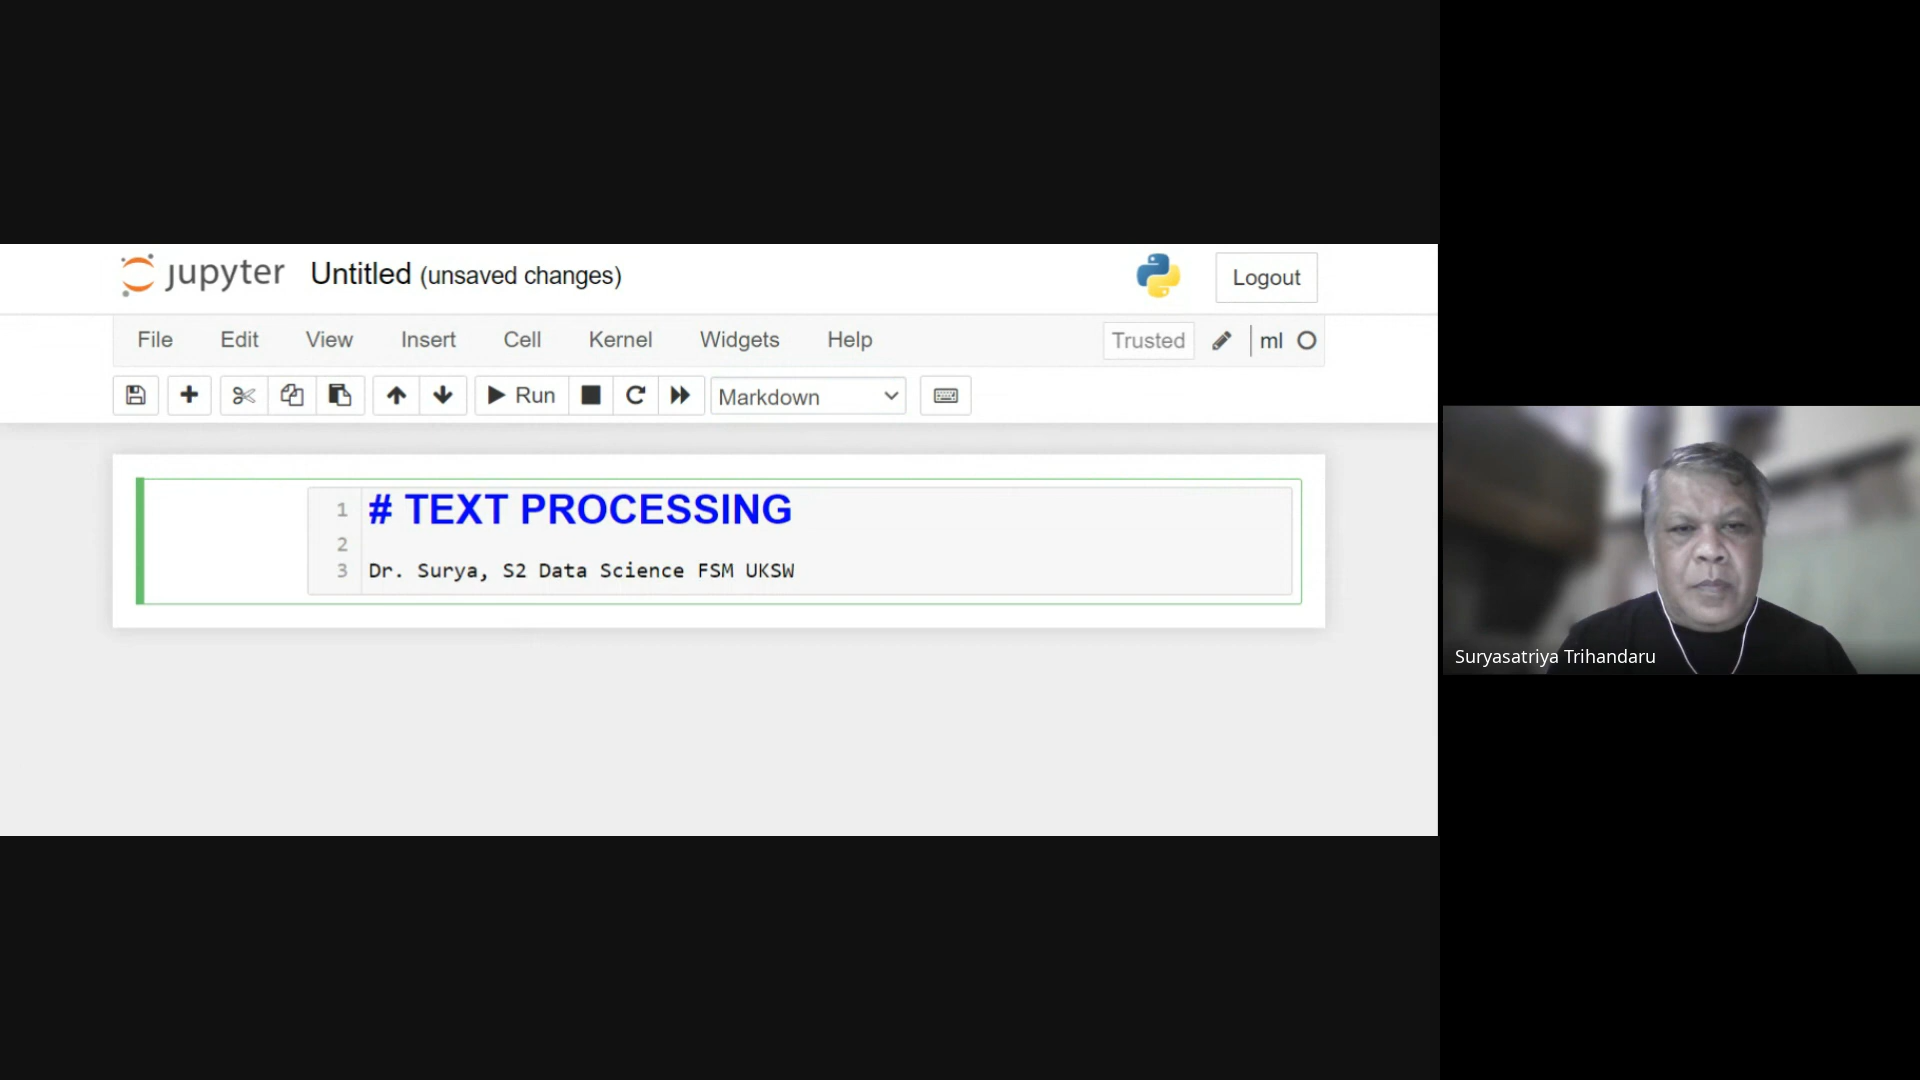 jupyter Untitled (unsaved changes) Logout
File Edit View Insert Cell Kernel Widgets Help Trusted ml
Run Markdown
1 # TEXT PROCESSING
2
3 Dr. Surya, S2 Data Science FSM UKSW
Suryasatriya Trihandaru